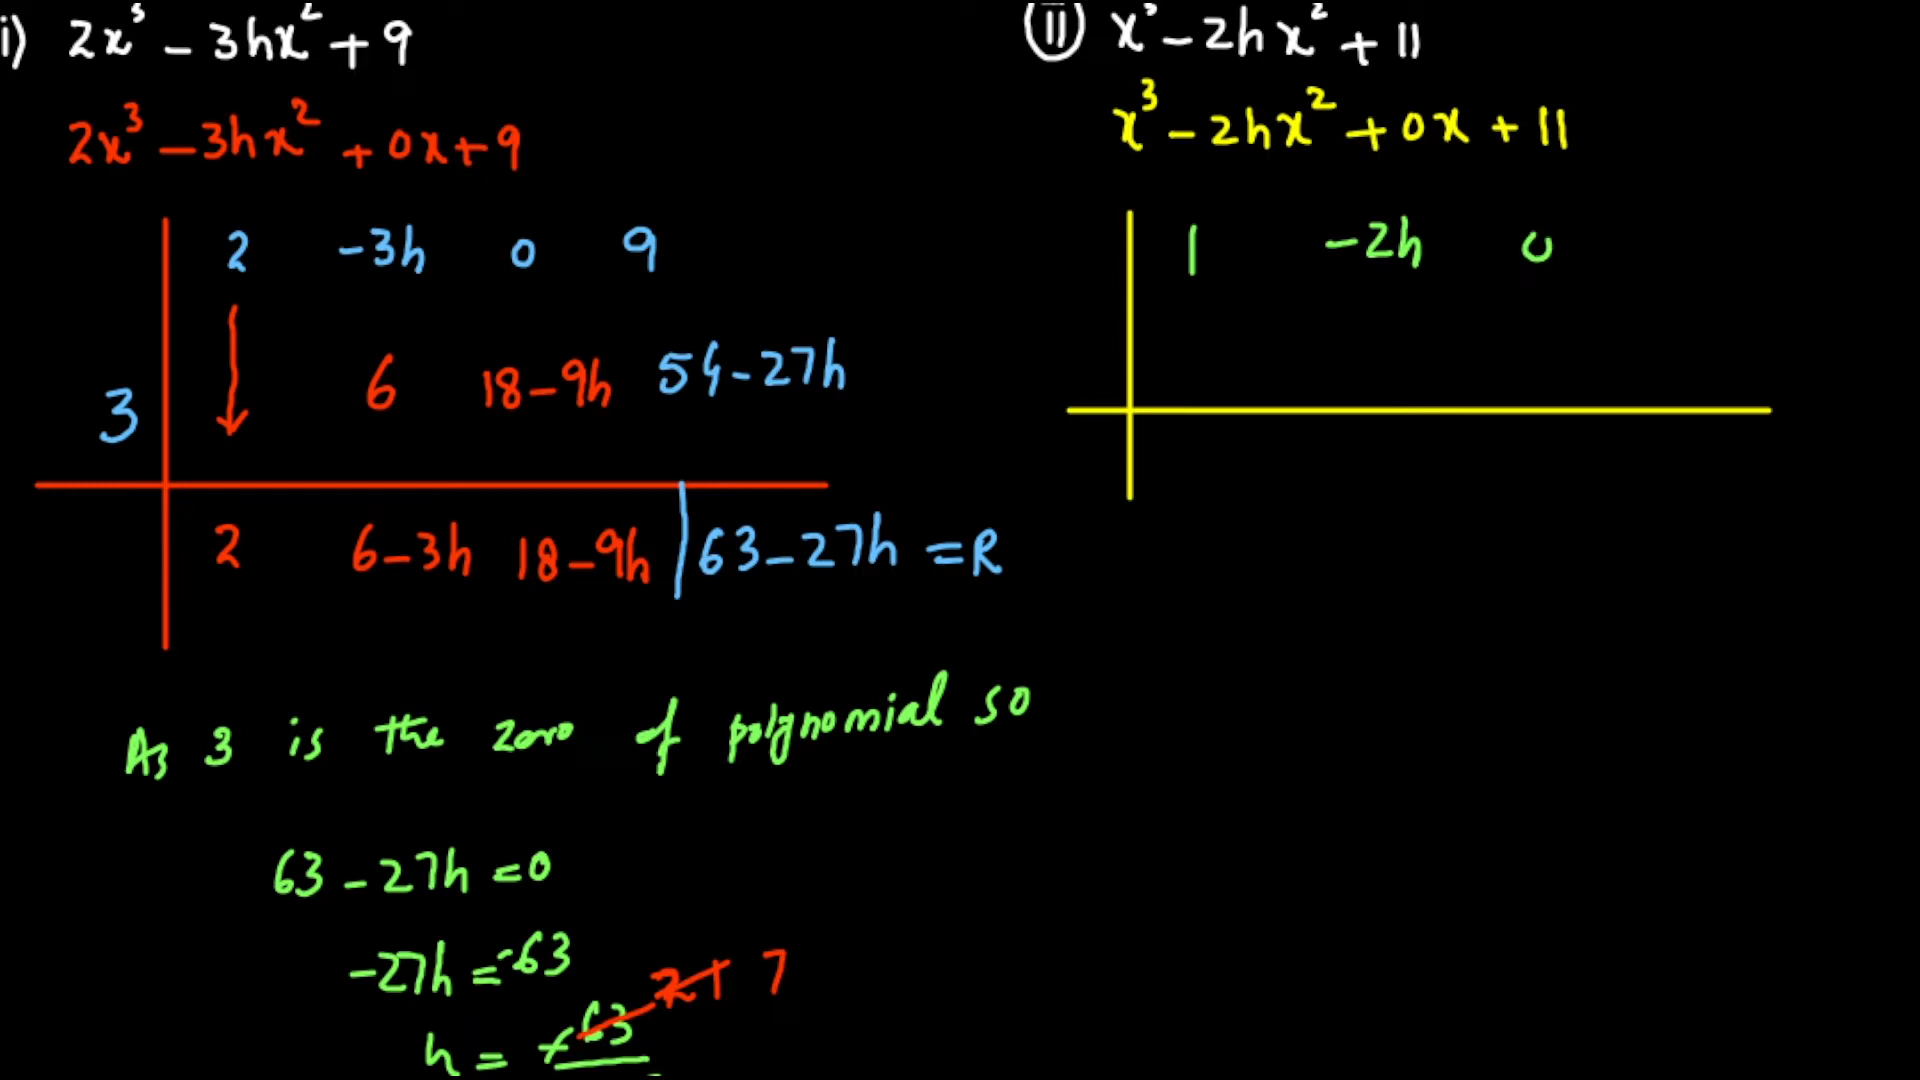 i) 2x³ - 3hx² + 9
2x³ - 3hx² + 0x + 9
2 -3h 0 9
6 18-9h 54-27h
3
2 6-3h 18-9h 63-27h = R
As 3 is the zero of polynomial so
63 - 27h = 0
-27h = -63
21 7
h = +63
(ii) x³ - 2hx² + 11
x³ - 2hx² + 0x + 11
1 -2h 0